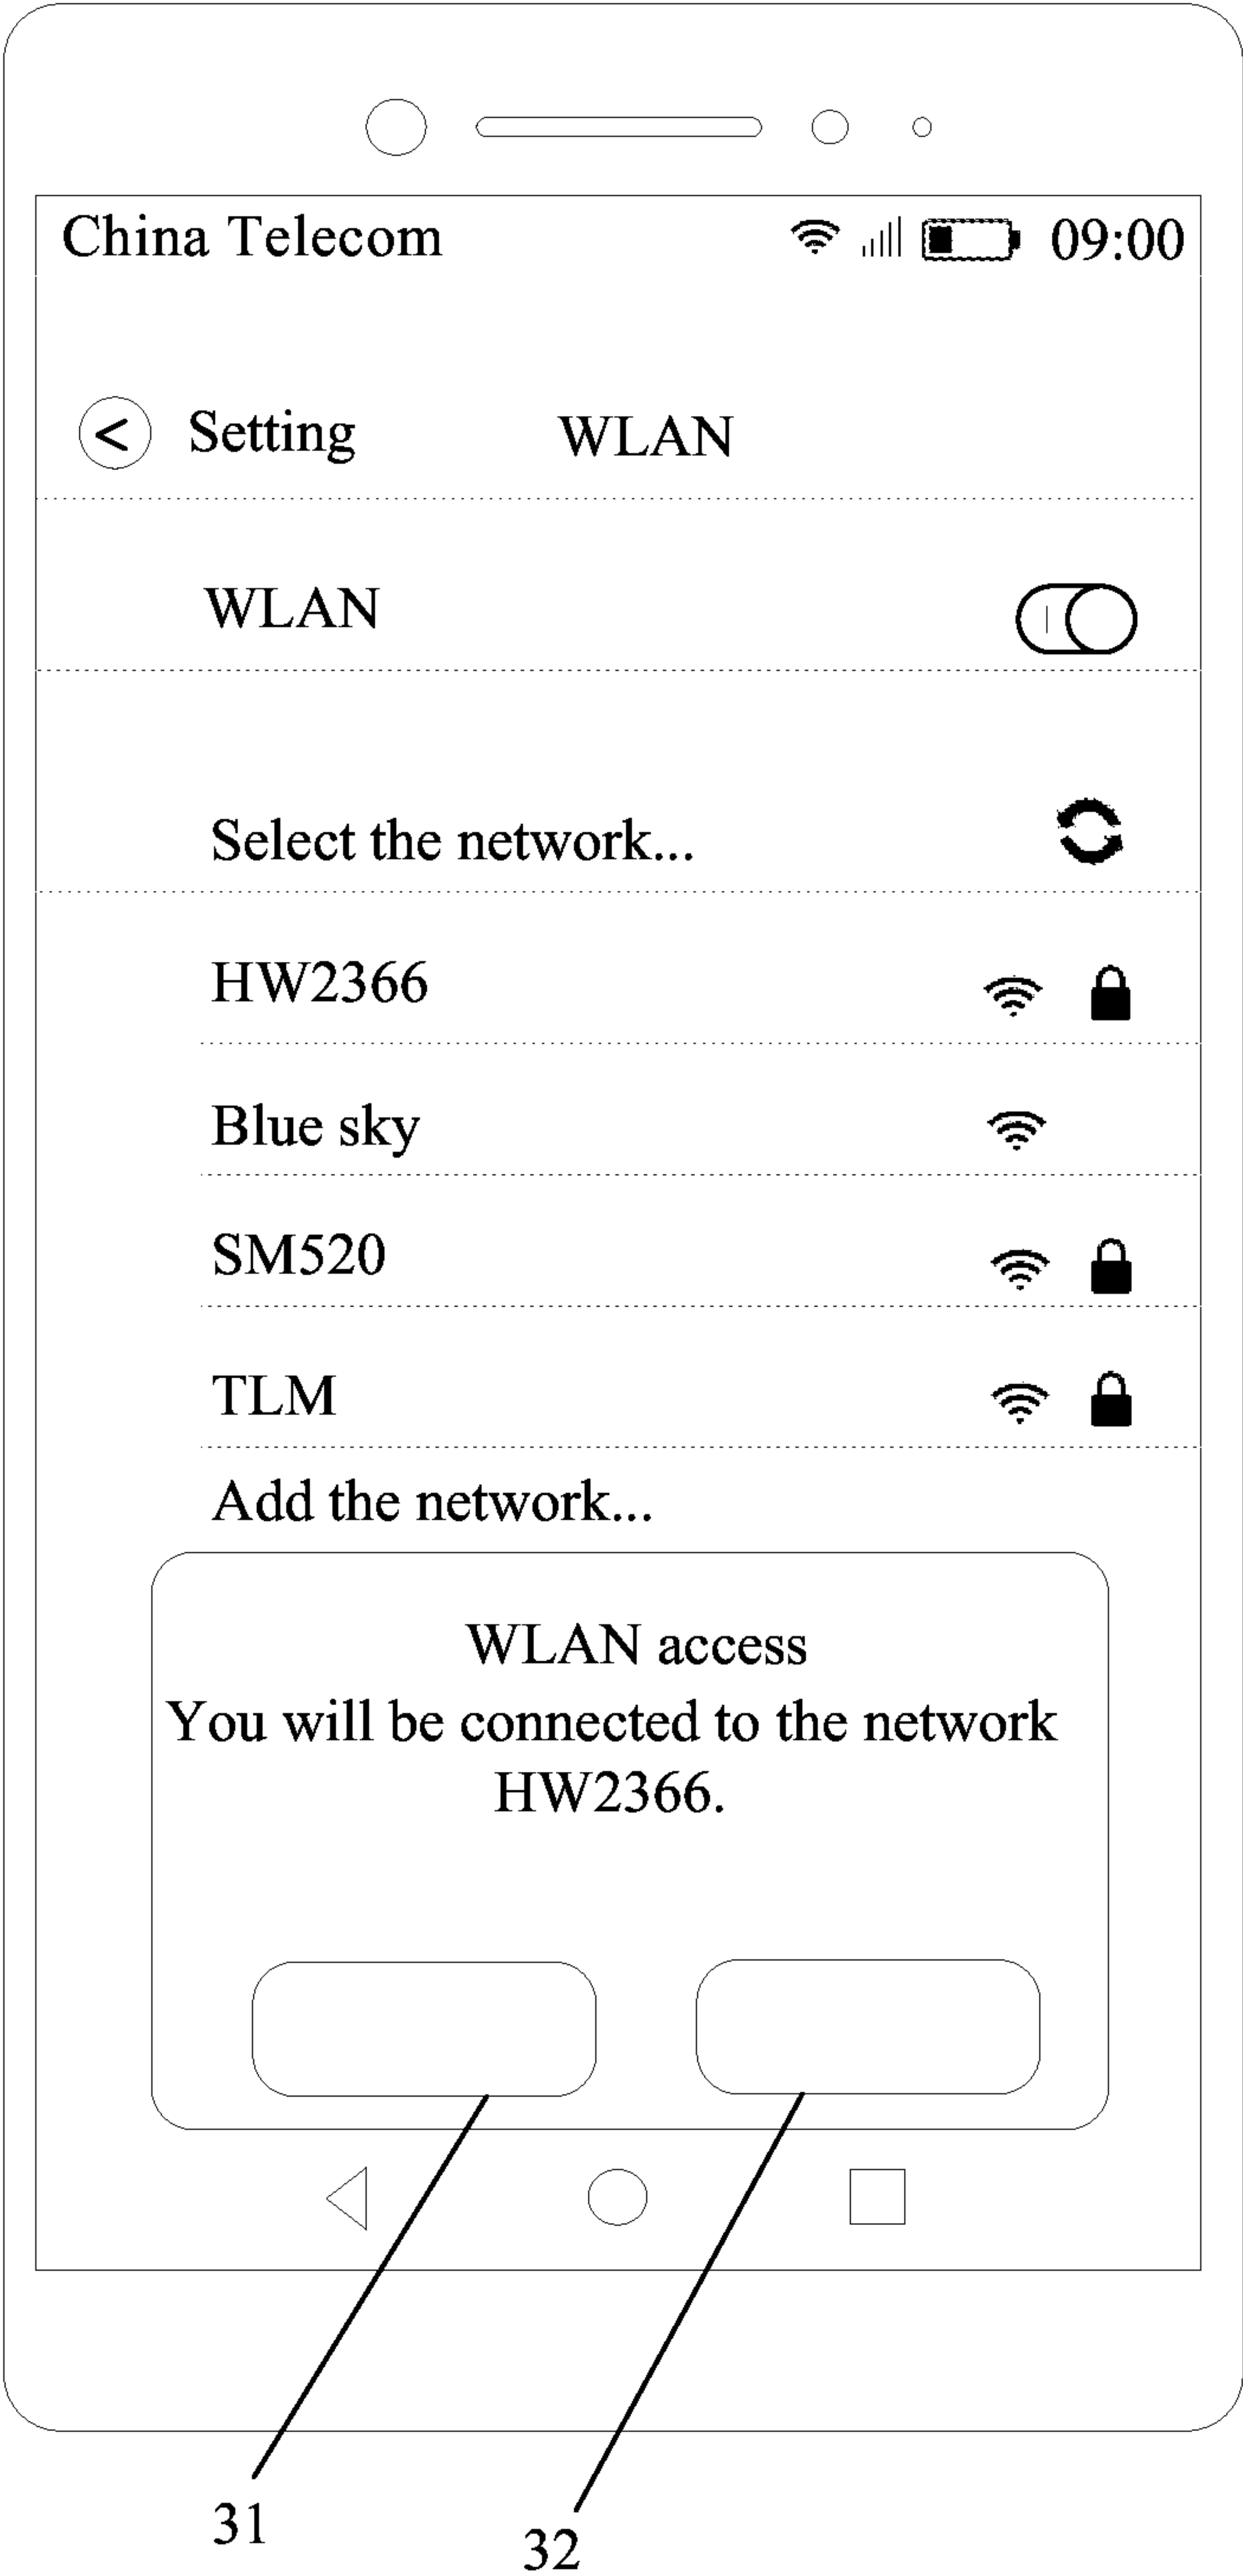 China Telecom 09:00
< Setting WLAN
WLAN
Select the network...
HW2366
Blue sky
SM520
TLM
Add the network...
WLAN access
You will be connected to the network
HW2366.
31
32